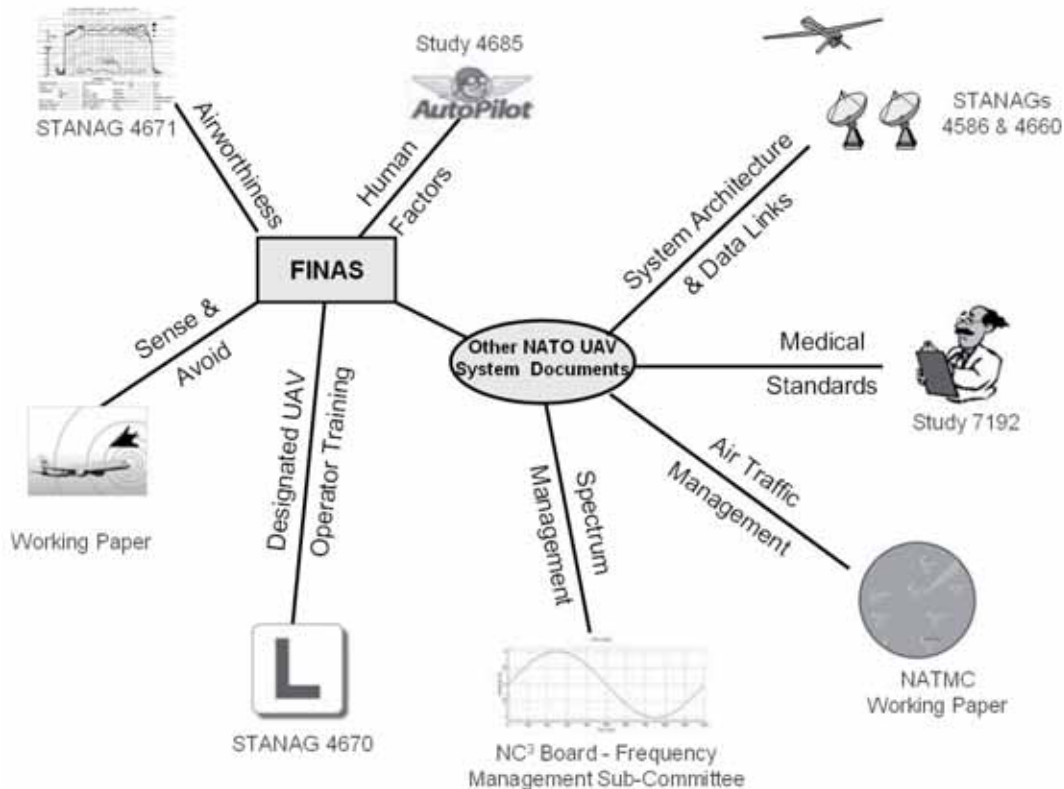 Study 4685
AutoPilot
STANAG 4671
STANAGs
4586 & 4660
Airworthiness
Human
Factors
System Architecture
& Data Links
FINAS
Sense &
Avoid
Other NATO UAV
System Documents
Medical
Standards
Study 7192
Designated UAV
Operator Training
Spectrum
Management
Air Traffic
Management
Working Paper
L
STANAG 4670
NATMC
Working Paper
NC³ Board - Frequency
Management Sub-Committee